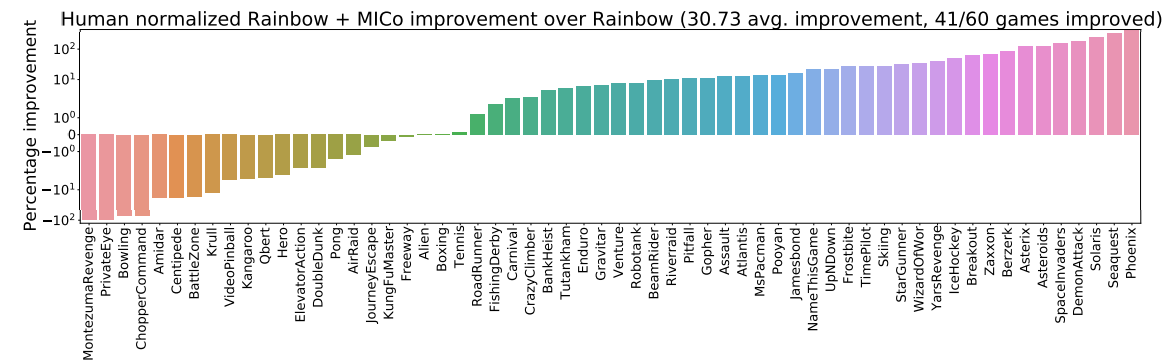 Human normalized Rainbow + MICo improvement over Rainbow (30.73 avg. improvement, 41/60 games improved)
Percentage improvement
10²
10¹
10⁰
0
−10⁰
−10¹
−10²
MontezumaRevenge
PrivateEye
Bowling
ChopperCommand
Amidar
Centipede
BattleZone
Krull
VideoPinball
Kangaroo
Qbert
Hero
ElevatorAction
DoubleDunk
Pong
AirRaid
JourneyEscape
KungFuMaster
Freeway
Alien
Boxing
Tennis
RoadRunner
FishingDerby
Carnival
CrazyClimber
BankHeist
Tutankham
Enduro
Gravitar
Venture
Robotank
BeamRider
Riverraid
Pitfall
Gopher
Assault
Atlantis
MsPacman
Pooyan
Jamesbond
NameThisGame
UpNDown
Frostbite
TimePilot
Skiing
StarGunner
WizardOfWor
YarsRevenge
IceHockey
Breakout
Zaxxon
Berzerk
Asterix
Asteroids
SpaceInvaders
DemonAttack
Solaris
Seaquest
Phoenix